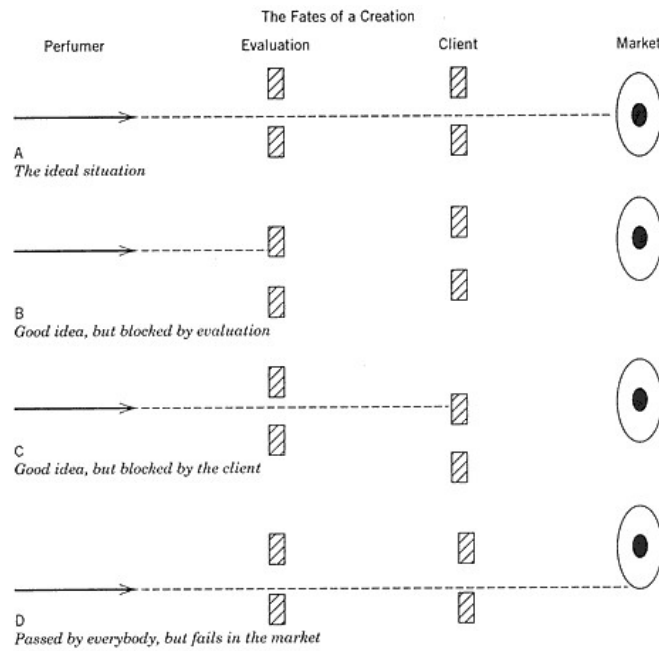 The Fates of a Creation
Perfumer Evaluation Client Market
A
The ideal situation
B
Good idea, but blocked by evaluation
C
Good idea, but blocked by the client
D
Passed by everybody, but fails in the market